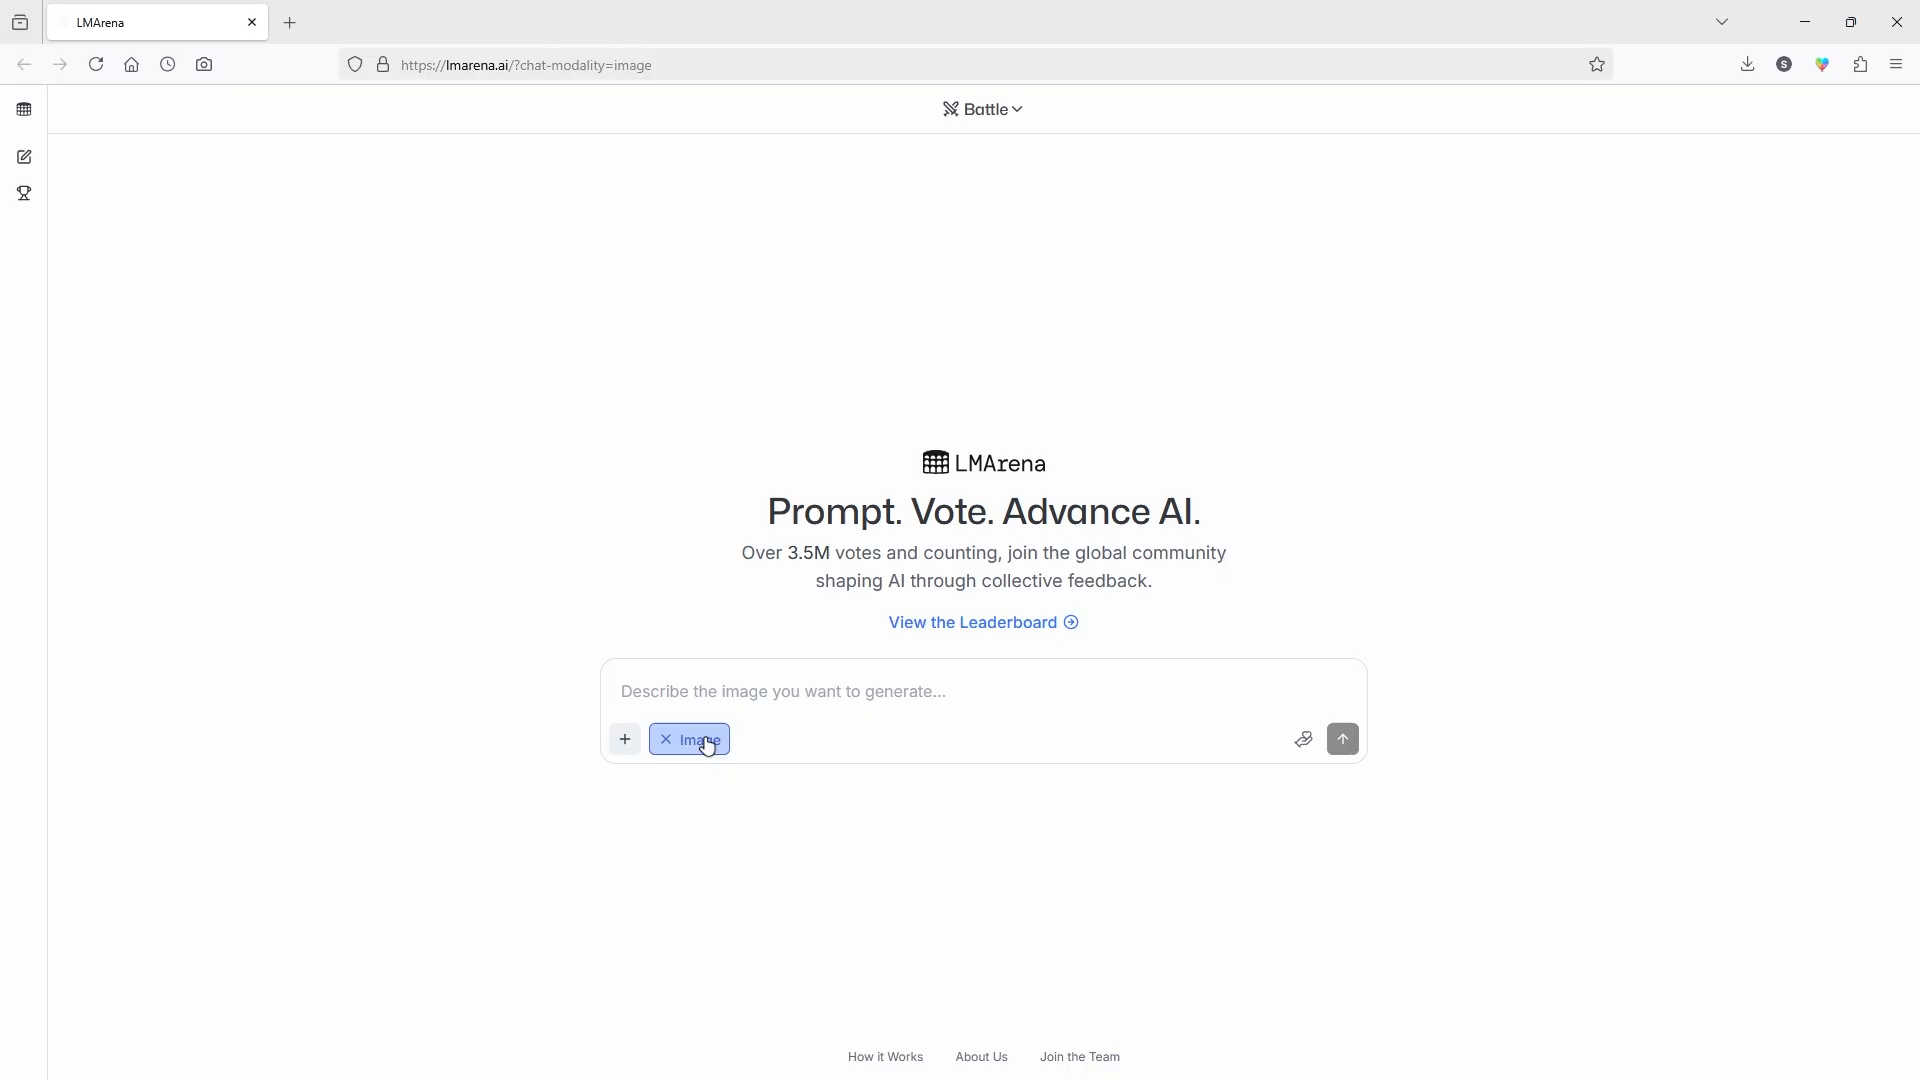 LMArena
https://lmarena.ai/?chat-modality=image
S
Battle
LMArena
Prompt. Vote. Advance AI.
Over 3.5M votes and counting, join the global community
shaping AI through collective feedback.
View the Leaderboard
Describe the image you want to generate...
Image
How it Works About Us Join the Team